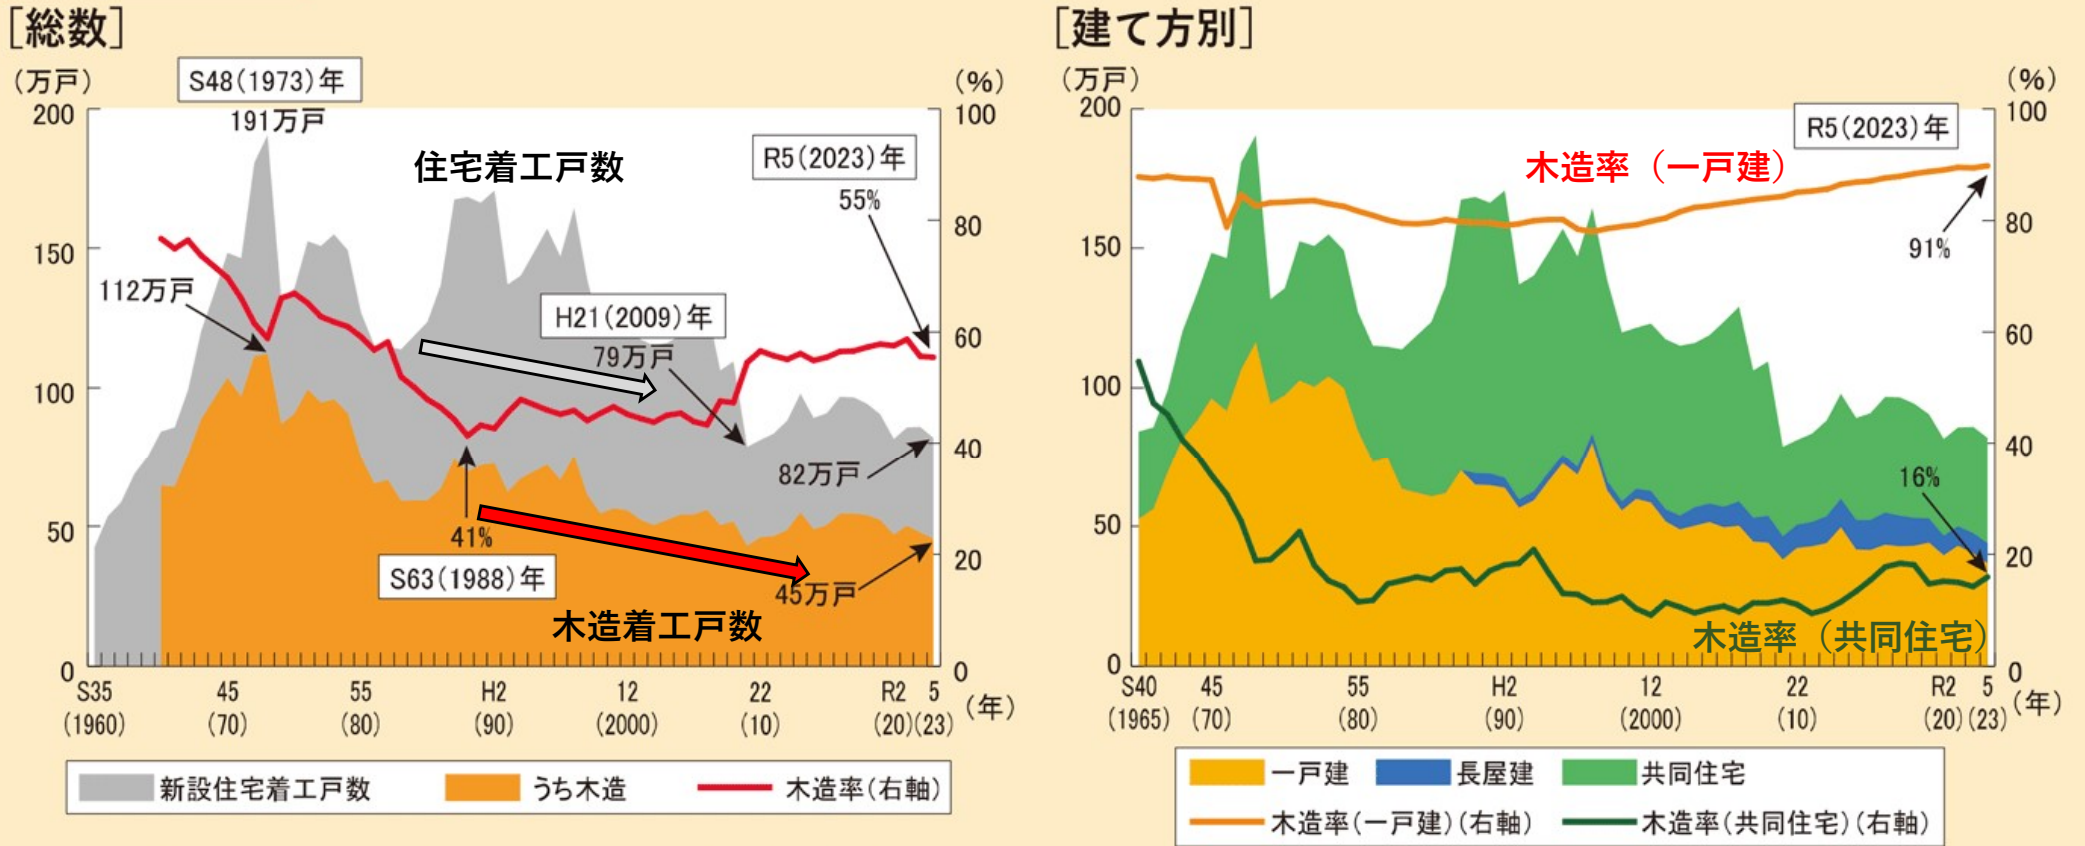 ［総数］
（万戸）
S48（1973）年
191万戸
住宅着工戸数
R5（2023）年
55%
（%）
200
150
100
50
0
112万戸
H21（2009）年
79万戸
82万戸
41%
S63（1988）年
45万戸
木造着工戸数
100
80
60
40
20
0
S35 45 55 H2 12 22 R2 5
（1960） （70） （80） （90） （2000） （10） （20）（23）（年）
新設住宅着工戸数 うち木造 木造率（右軸）
［建て方別］
（万戸）
（%）
R5（2023）年
木造率（一戸建）
91%
200
150
100
50
0
16%
木造率（共同住宅）
100
80
60
40
20
0
S40 45 55 H2 12 22 R2 5
（1965） （70） （80） （90） （2000） （10） （20）（23）（年）
一戸建 長屋建 共同住宅
木造率（一戸建）（右軸） 木造率（共同住宅）（右軸）